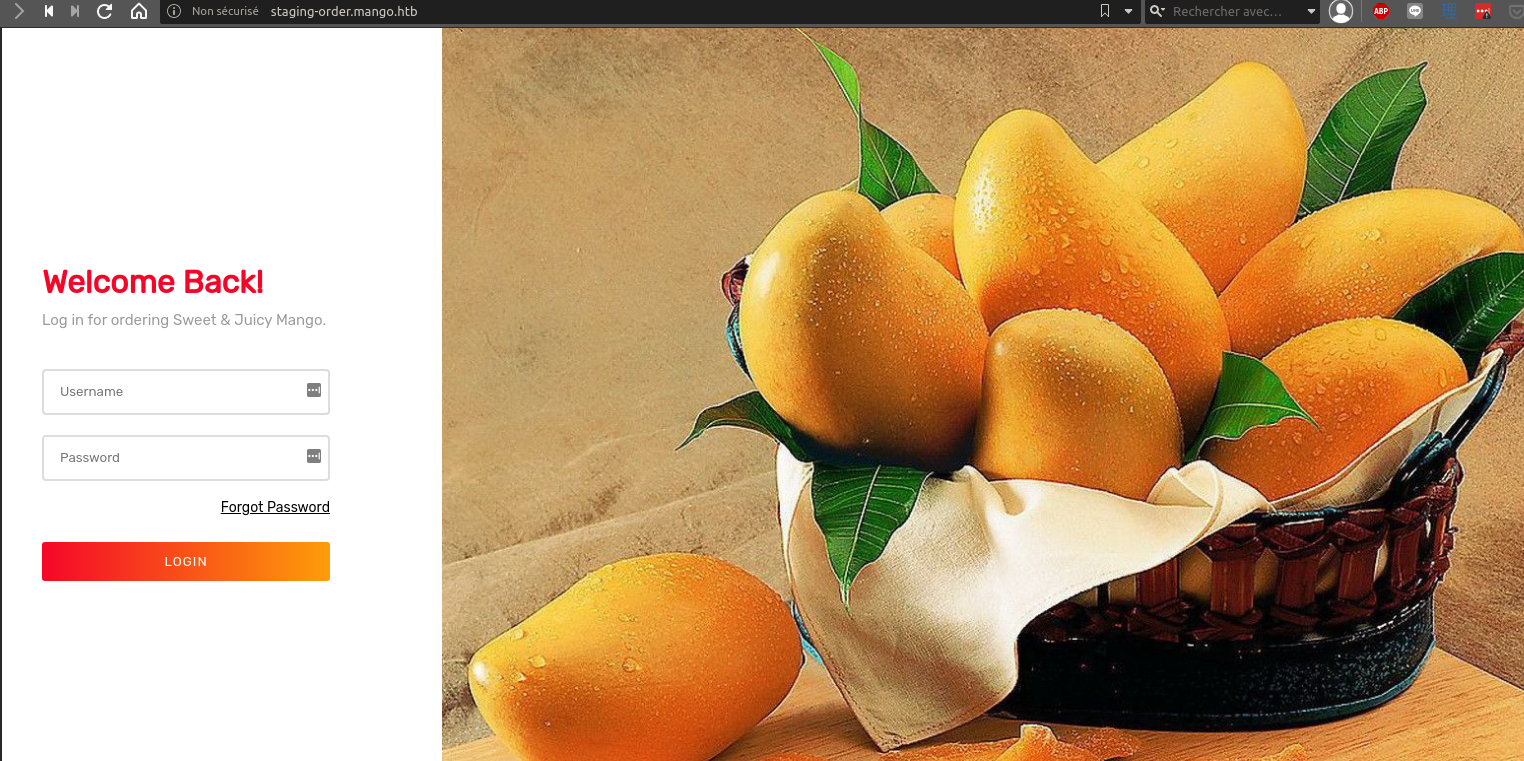 Non sécurisé staging-order.mango.htb
Rechercher avec...
ABP
Welcome Back!
Log in for ordering Sweet & Juicy Mango.
Username
Password
Forgot Password
LOGIN